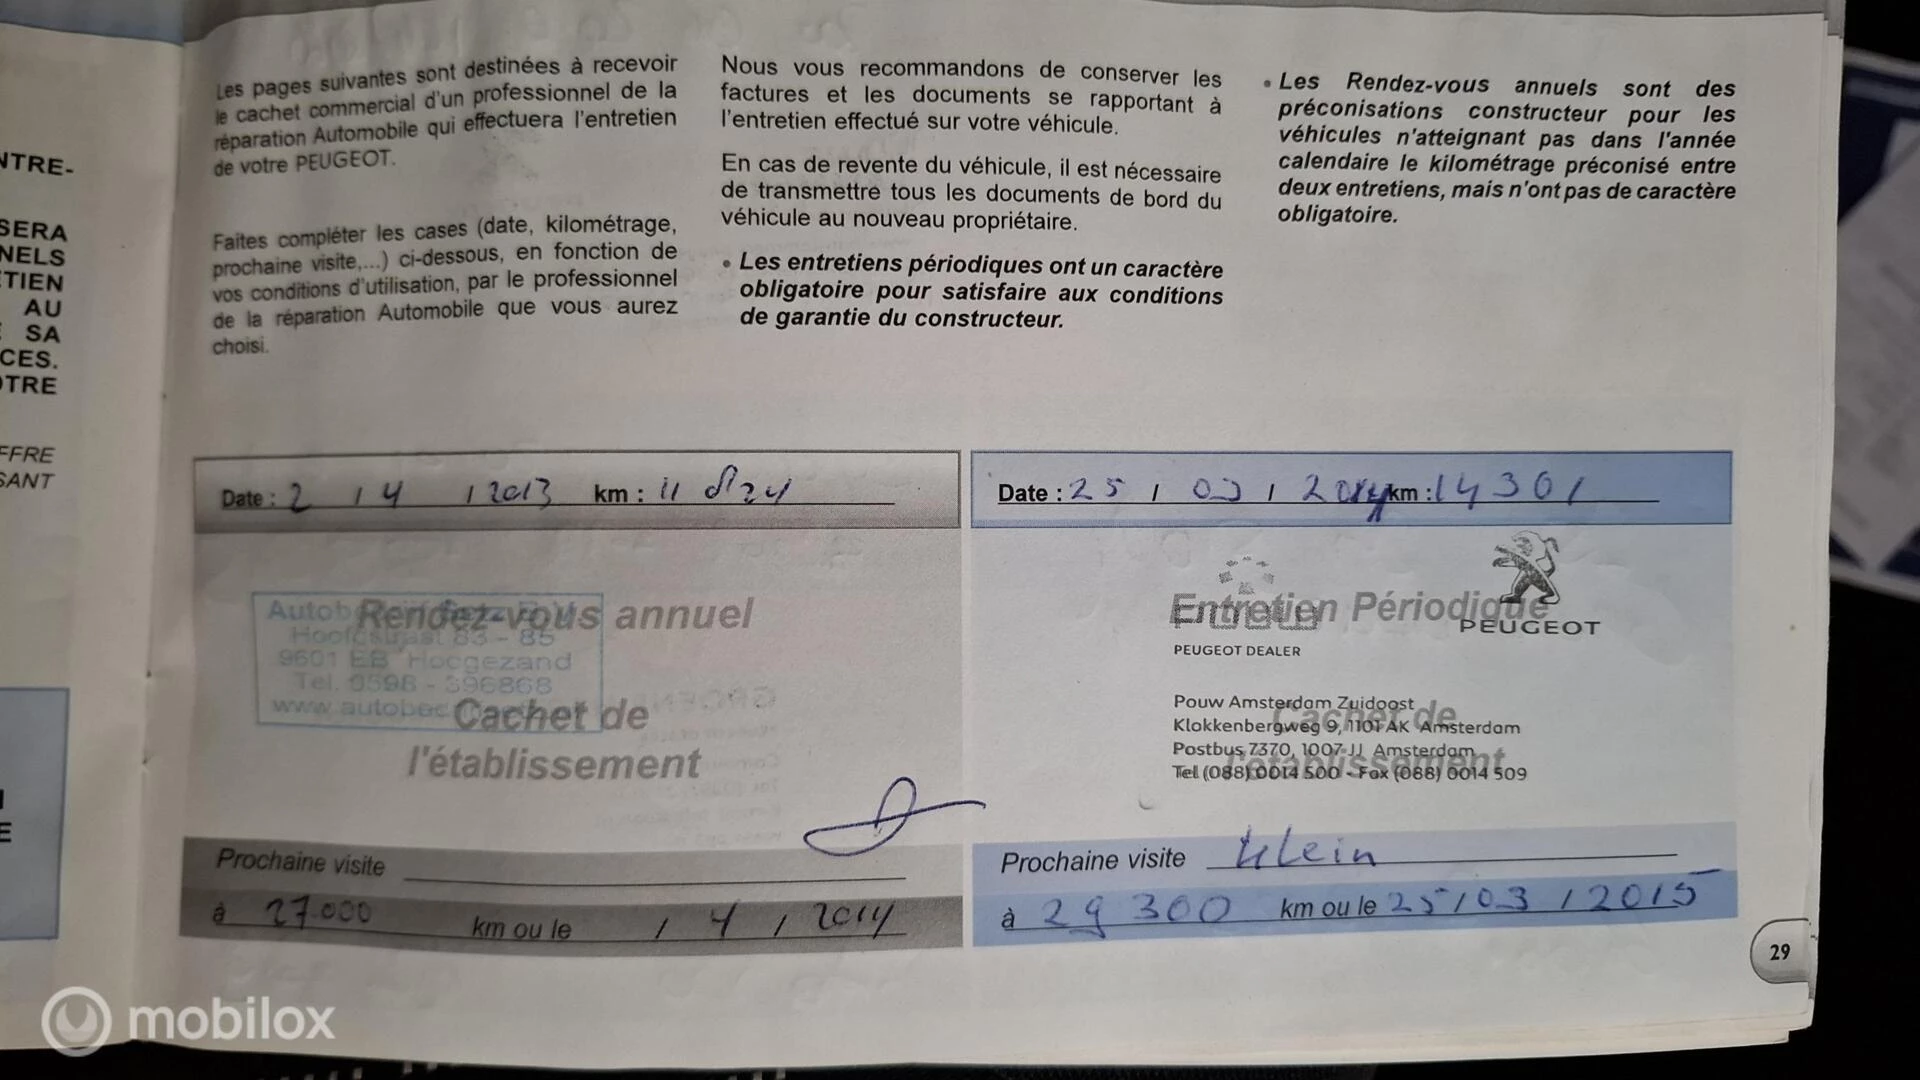 NTRE-
SERA
NELS
TIEN
AU
SA
CES.
OTRE
FFRE
SANT
E
Les pages suivantes sont destinées à recevoir
le cachet commercial d'un professionnel de la
réparation Automobile qui effectuera l'entretien
de votre PEUGEOT.
Faites compléter les cases (date, kilométrage,
prochaine visite,...) ci-dessous, en fonction de
vos conditions d'utilisation, par le professionnel
de la réparation Automobile que vous aurez
choisi.
Nous vous recommandons de conserver les
factures et les documents se rapportant à
l'entretien effectué sur votre véhicule.
En cas de revente du véhicule, il est nécessaire
de transmettre tous les documents de bord du
véhicule au nouveau propriétaire.
• Les entretiens périodiques ont un caractère
obligatoire pour satisfaire aux conditions
de garantie du constructeur.
• Les Rendez-vous annuels sont des
préconisations constructeur pour les
véhicules n'atteignant pas dans l'année
calendaire le kilométrage préconisé entre
deux entretiens, mais n'ont pas de caractère
obligatoire.
Date : 2 / 4 / 2013 km : 11 824
Rendez-vous annuel
Hoofdstraat 83 - 85
9601 EB Hoogezand
Tel. 0598 - 396868
Cachet de
l'établissement
Prochaine visite
à 27.000 km ou le / 4 / 2014
Date : 25 / 03 / 2014 km : 14301
Entretien Périodique
PEUGEOT
PEUGEOT DEALER
Pouw Amsterdam Zuidoost
Klokkenbergweg 9, 1101 AK Amsterdam
Postbus 7370, 1007 JJ Amsterdam
Tel (088) 0014 500 - Fax (088) 0014 509
Cachet de
l'établissement
Prochaine visite klein
à 29 300 km ou le 25/03/2015
29
mobilox